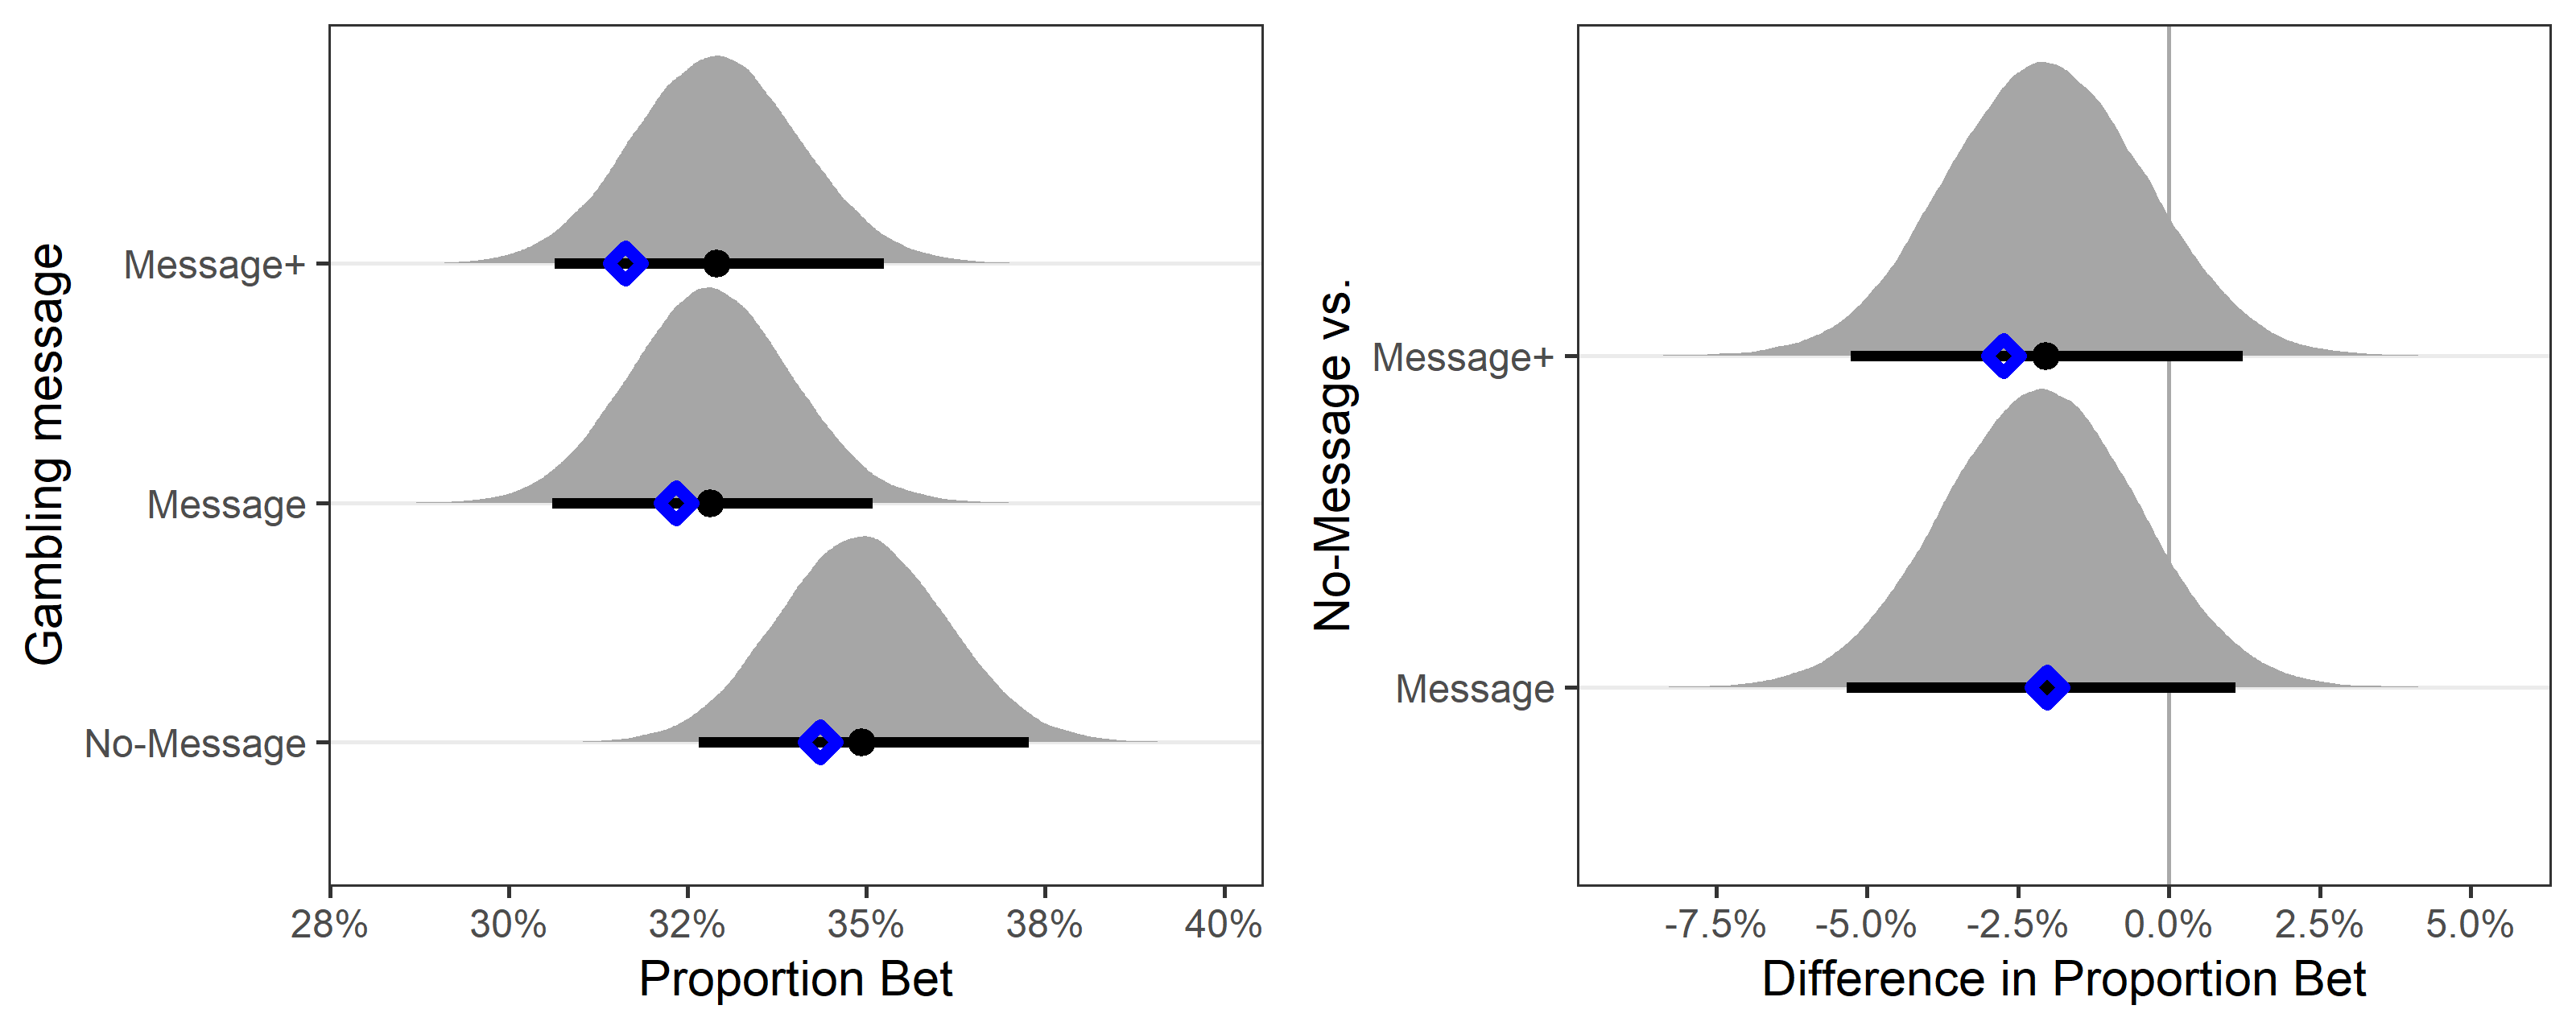 Gambling message
Message+
Message
No-Message
28% 30% 32% 35% 38% 40%
Proportion Bet
No-Message vs.
Message+
Message
-7.5% -5.0% -2.5% 0.0% 2.5% 5.0%
Difference in Proportion Bet